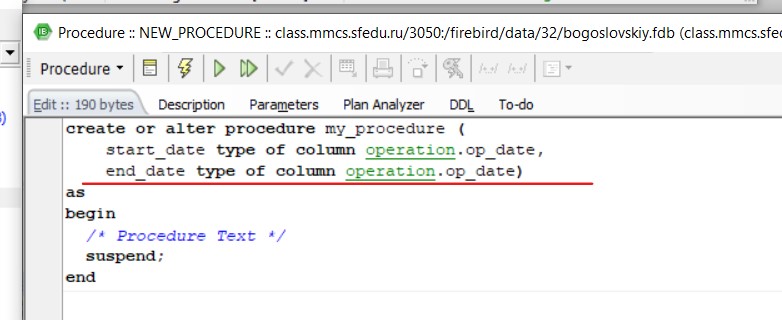 Procedure :: NEW_PROCEDURE :: class.mmcs.sfedu.ru/3050:/firebird/data/32/bogoslovskiy.fdb (class.mmcs.sfe
Procedure
Edit :: 190 bytes Description Parameters Plan Analyzer DDL To-do
create or alter procedure my_procedure (
start_date type of column operation.op_date,
end_date type of column operation.op_date)
as
begin
/* Procedure Text */
suspend;
end